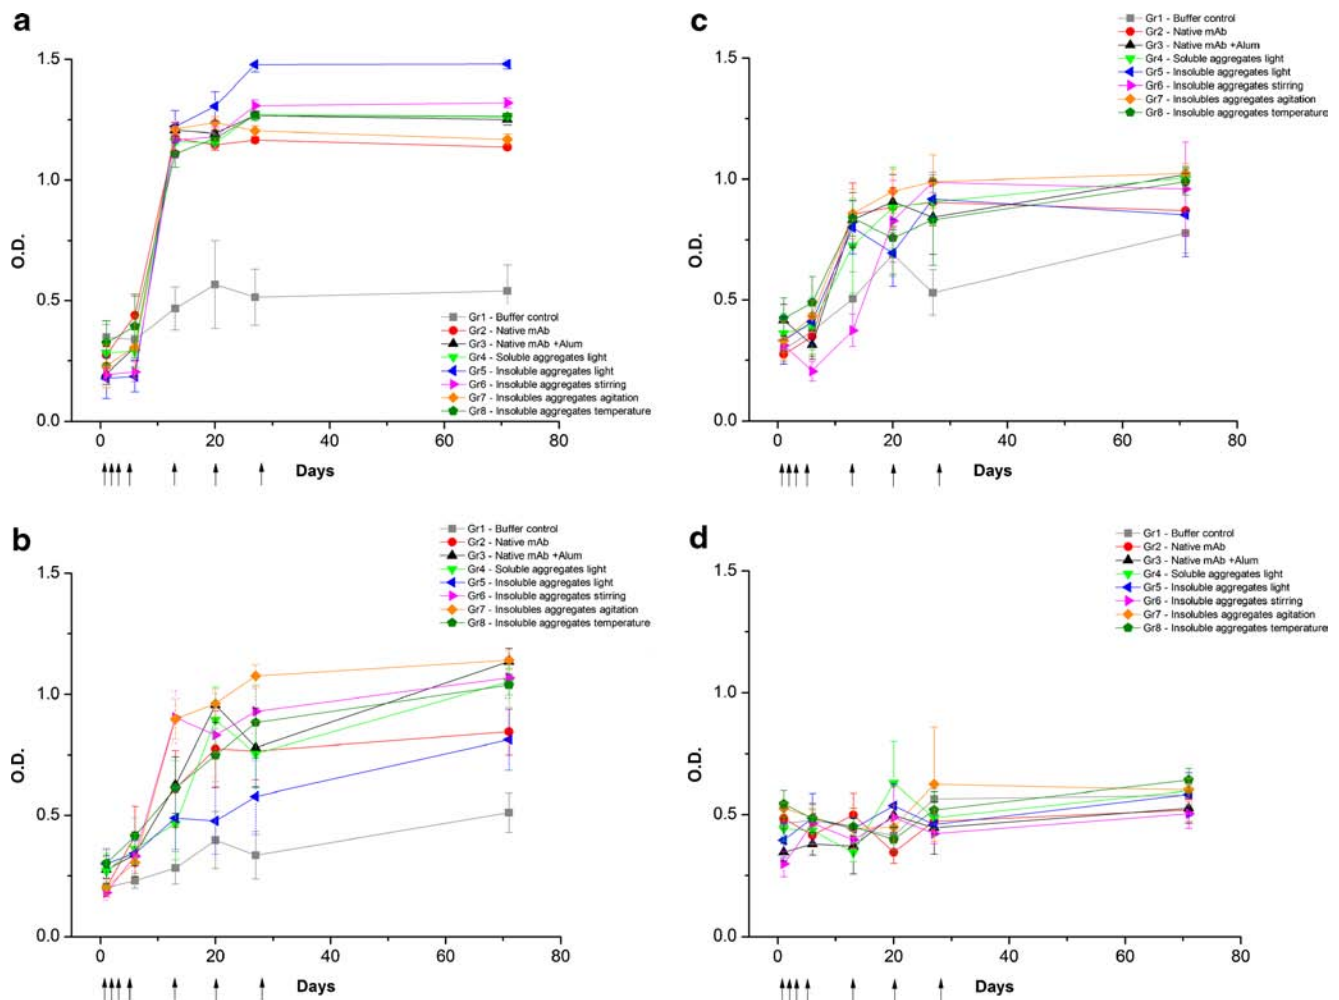 a
1.5
1.0
O.D.
0.5
0.0
Gr1 - Buffer control
Gr2 - Native mAb
Gr3 - Native mAb +Alum
Gr4 - Soluble aggregates light
Gr5 - Insoluble aggregates light
Gr6 - Insoluble aggregates stirring
Gr7 - Insolubles aggregates agitation
Gr8 - Insoluble aggregates temperature
0 20 40 60 80
Days
c
Gr1 - Buffer control
Gr2 - Native mAb
Gr3 - Native mAb +Alum
Gr4 - Soluble aggregates light
Gr5 - Insoluble aggregates light
Gr6 - Insoluble aggregates stirring
Gr7 - Insolubles aggregates agitation
Gr8 - Insoluble aggregates temperature
1.5
1.0
O.D.
0.5
0.0
0 20 40 60 80
Days
b
Gr1 - Buffer control
Gr2 - Native mAb
Gr3 - Native mAb +Alum
Gr4 - Soluble aggregates light
Gr5 - Insoluble aggregates light
Gr6 - Insoluble aggregates stirring
Gr7 - Insolubles aggregates agitation
Gr8 - Insoluble aggregates temperature
1.5
1.0
O.D.
0.5
0.0
0 20 40 60 80
Days
d
Gr1 - Buffer control
Gr2 - Native mAb
Gr3 - Native mAb +Alum
Gr4 - Soluble aggregates light
Gr5 - Insoluble aggregates light
Gr6 - Insoluble aggregates stirring
Gr7 - Insolubles aggregates agitation
Gr8 - Insoluble aggregates temperature
1.5
1.0
O.D.
0.5
0.0
0 20 40 60 80
Days